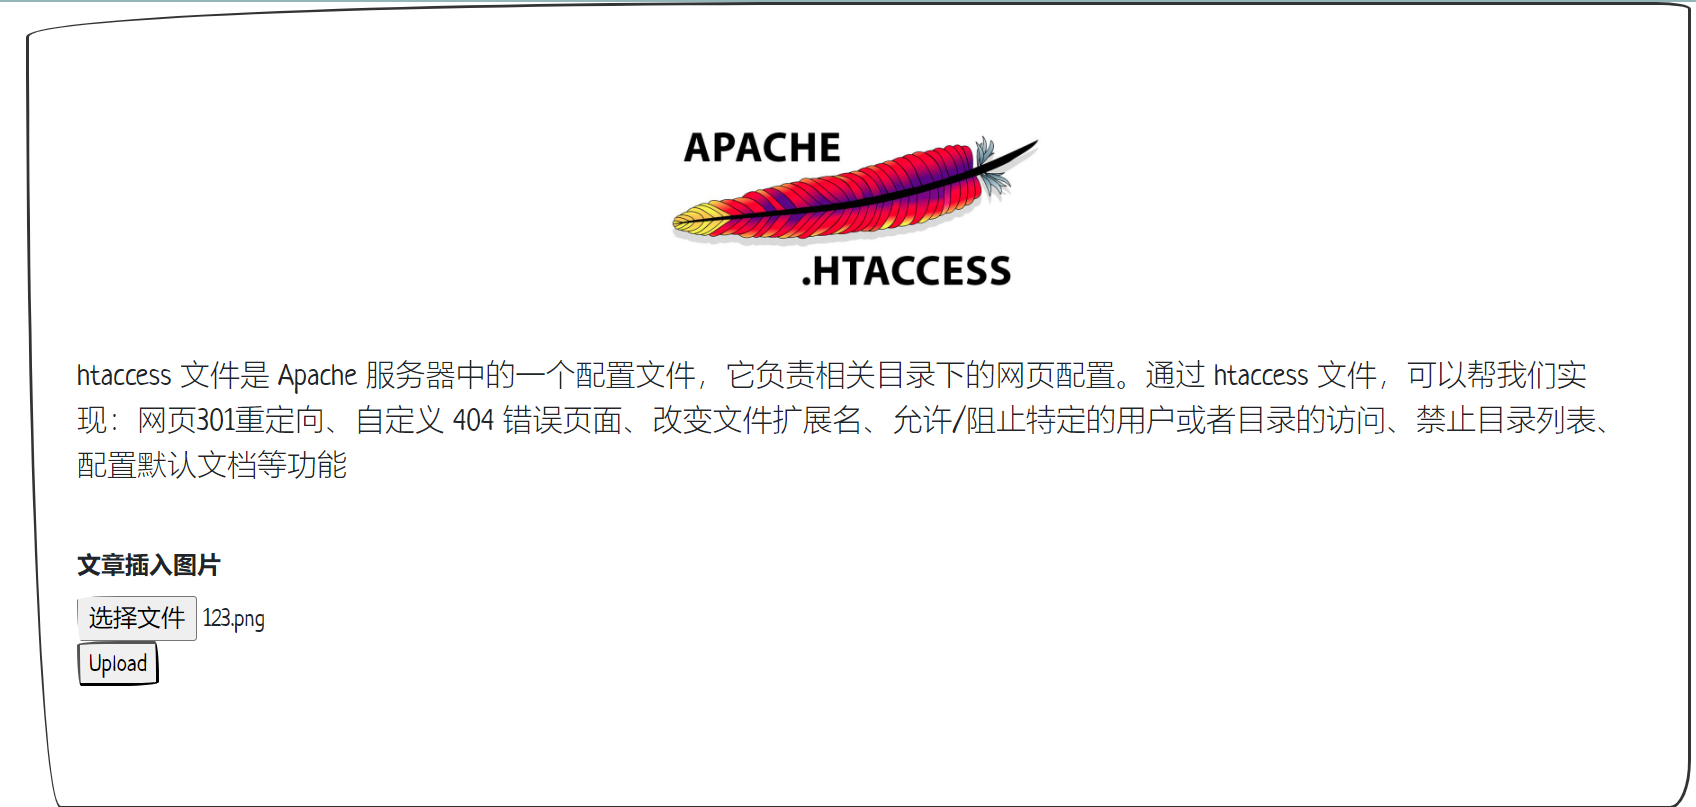 APACHE
.HTACCESS
htaccess 文件是 Apache 服务器中的一个配置文件，它负责相关目录下的网页配置。通过 htaccess 文件，可以帮我们实
现：网页301重定向、自定义 404 错误页面、改变文件扩展名、允许/阻止特定的用户或者目录的访问、禁止目录列表、
配置默认文档等功能
文章插入图片
选择文件 123.png
Upload